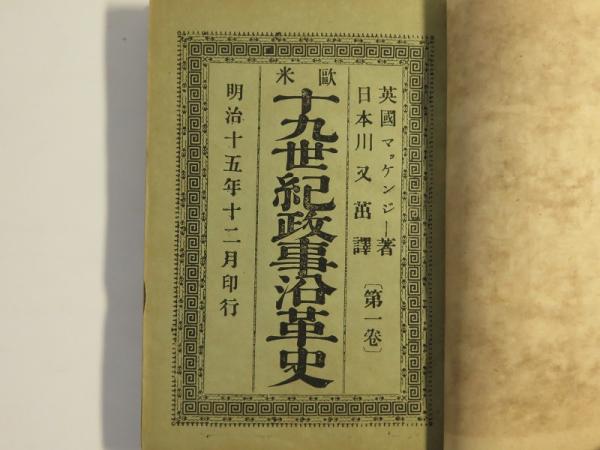 英國マッケンジー著
日本川又茁譯
〔第一卷〕
歐米
十九世紀政事沿革史
明治十五年十二月印行